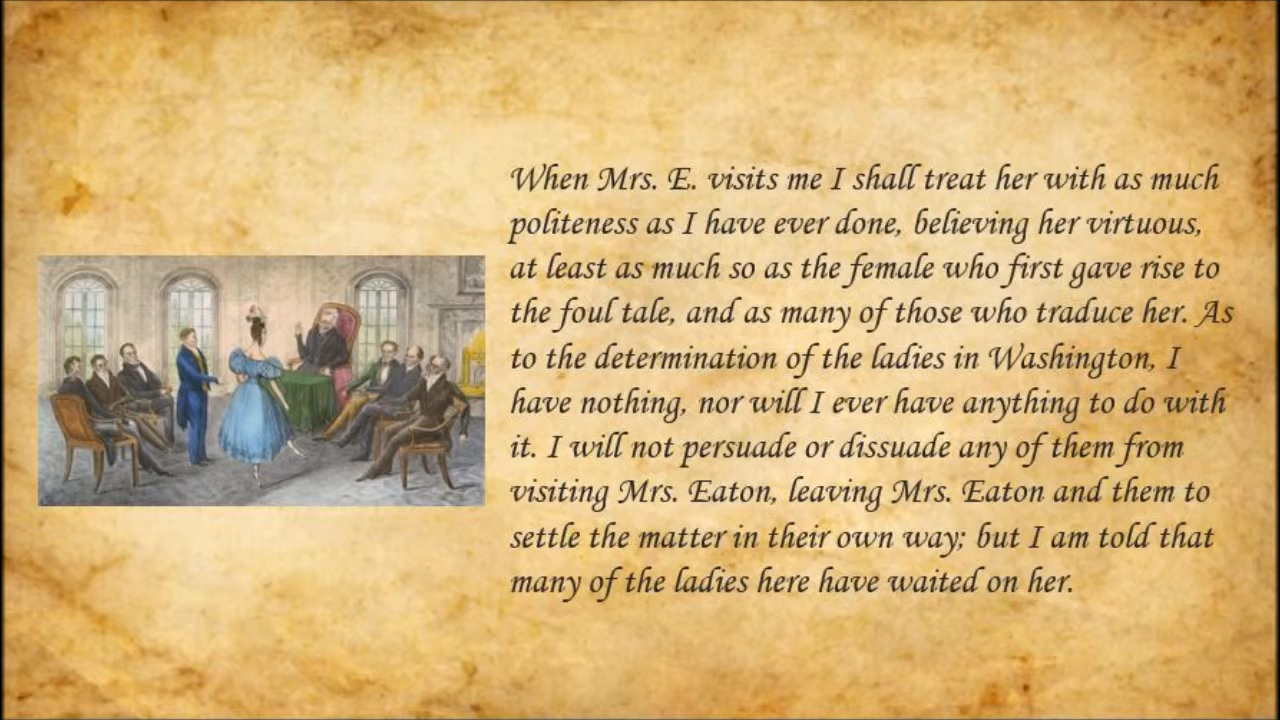 When Mrs. E. visits me I shall treat her with as much
politeness as I have ever done, believing her virtuous,
at least as much so as the female who first gave rise to
the foul tale, and as many of those who traduce her. As
to the determination of the ladies in Washington, I
have nothing, nor will I ever have anything to do with
it. I will not persuade or dissuade any of them from
visiting Mrs. Eaton, leaving Mrs. Eaton and them to
settle the matter in their own way; but I am told that
many of the ladies here have waited on her.